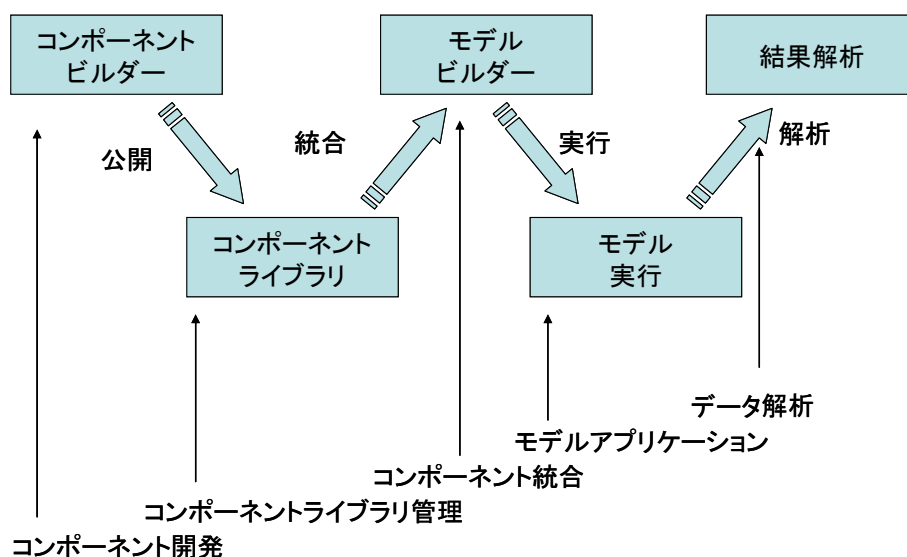 コンポーネント
ビルダー
モデル
ビルダー
結果解析
公開
統合
実行
解析
コンポーネント
ライブラリ
モデル
実行
データ解析
モデルアプリケーション
コンポーネント統合
コンポーネントライブラリ管理
コンポーネント開発